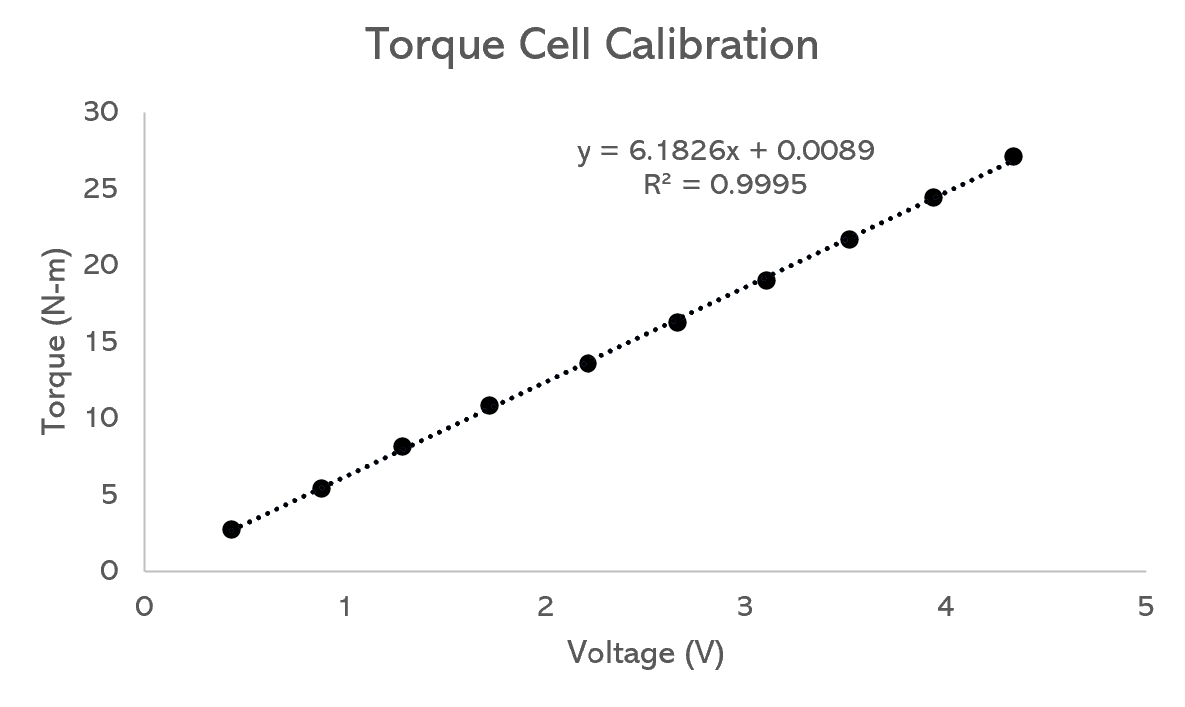 Torque Cell Calibration
30
y = 6.1826x + 0.0089
R² = 0.9995
25
20
15
10
5
0
Torque (N-m)
0 1 2 3 4 5
Voltage (V)